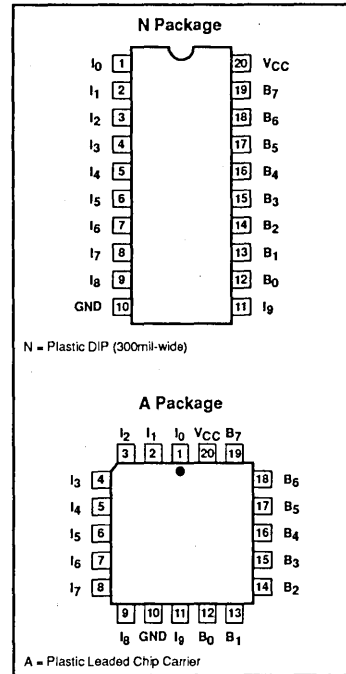 N Package
I0 1 20 VCC
I1 2 19 B7
I2 3 18 B6
I3 4 17 B5
I4 5 16 B4
I5 6 15 B3
I6 7 14 B2
I7 8 13 B1
I8 9 12 B0
GND 10 11 I9
N = Plastic DIP (300mil-wide)
A Package
I2 I1 I0 VCC B7
3 2 1 20 19
I3 4 18 B6
I4 5 17 B5
I5 6 16 B4
I6 7 15 B3
I7 8 14 B2
9 10 11 12 13
I8 GND I9 B0 B1
A = Plastic Leaded Chip Carrier